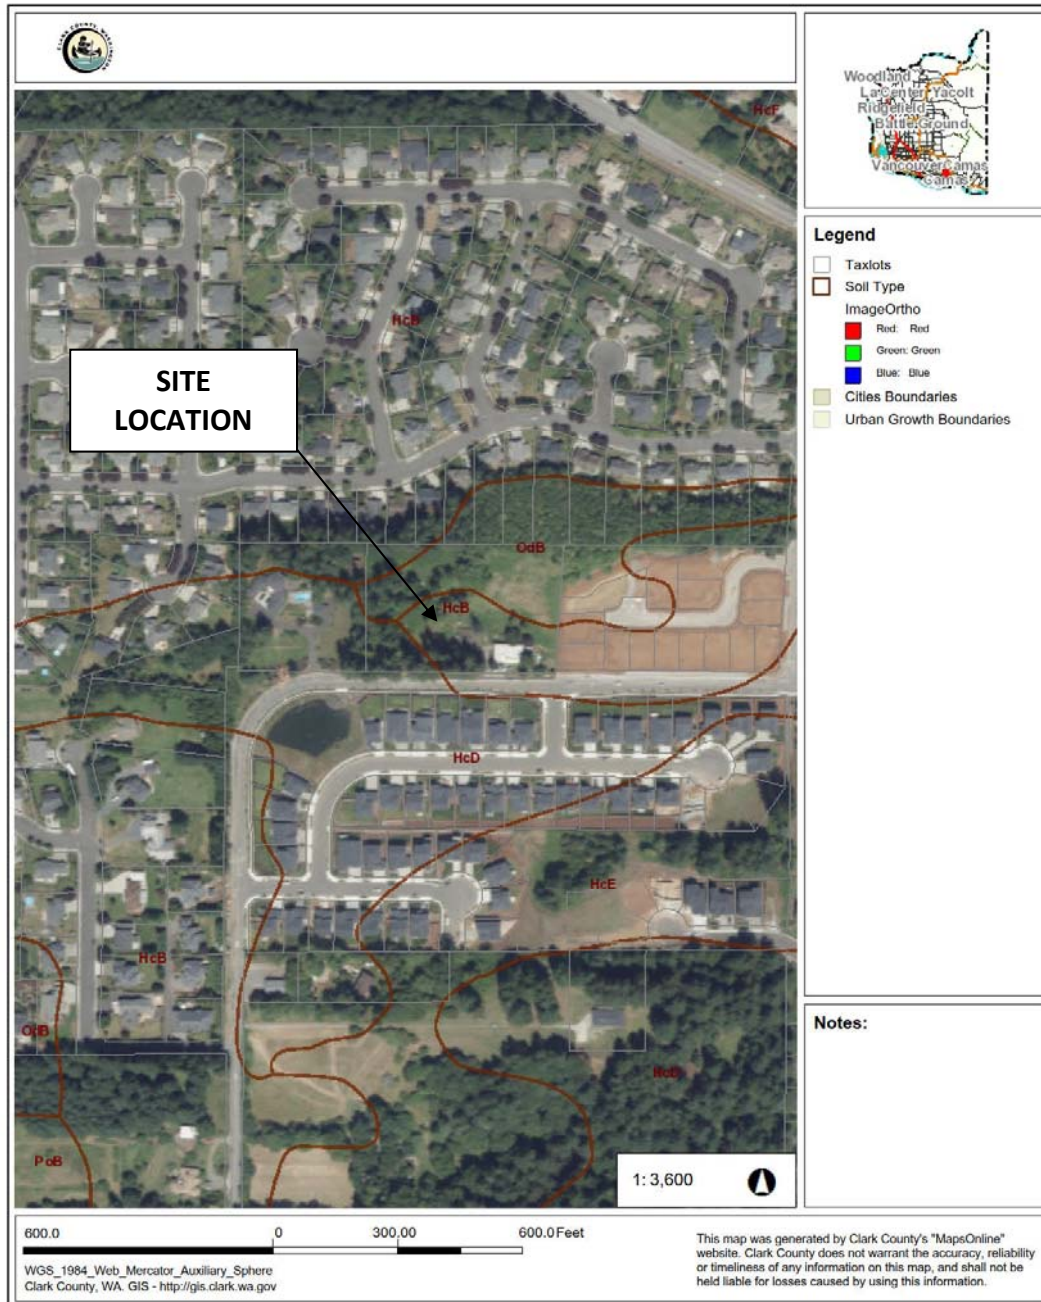 CLARK COUNTY, WASHINGTON
Woodland
La Center Yacolt
Ridgefield
Battle Ground
Vancouver Camas
Camas
HcF
HcB
SITE
LOCATION
OdB
HcB
HcD
HcE
HcB
OdB
PoB
1: 3,600
Legend
Taxlots
Soil Type
ImageOrtho
Red: Red
Green: Green
Blue: Blue
Cities Boundaries
Urban Growth Boundaries
Notes:
600.0 0 300.00 600.0 Feet
WGS_1984_Web_Mercator_Auxiliary_Sphere
Clark County, WA. GIS - http://gis.clark.wa.gov
This map was generated by Clark County's "MapsOnline"
website. Clark County does not warrant the accuracy, reliability
or timeliness of any information on this map, and shall not be
held liable for losses caused by using this information.